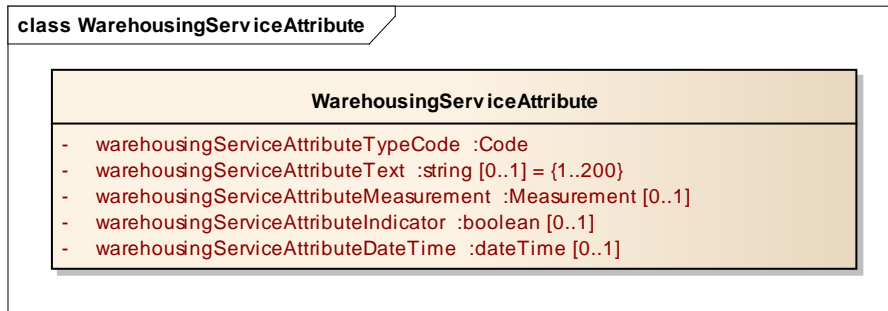 class WarehousingServiceAttribute
WarehousingServiceAttribute
- warehousingServiceAttributeTypeCode :Code
- warehousingServiceAttributeText :string [0..1] = {1..200}
- warehousingServiceAttributeMeasurement :Measurement [0..1]
- warehousingServiceAttributeIndicator :boolean [0..1]
- warehousingServiceAttributeDateTime :dateTime [0..1]